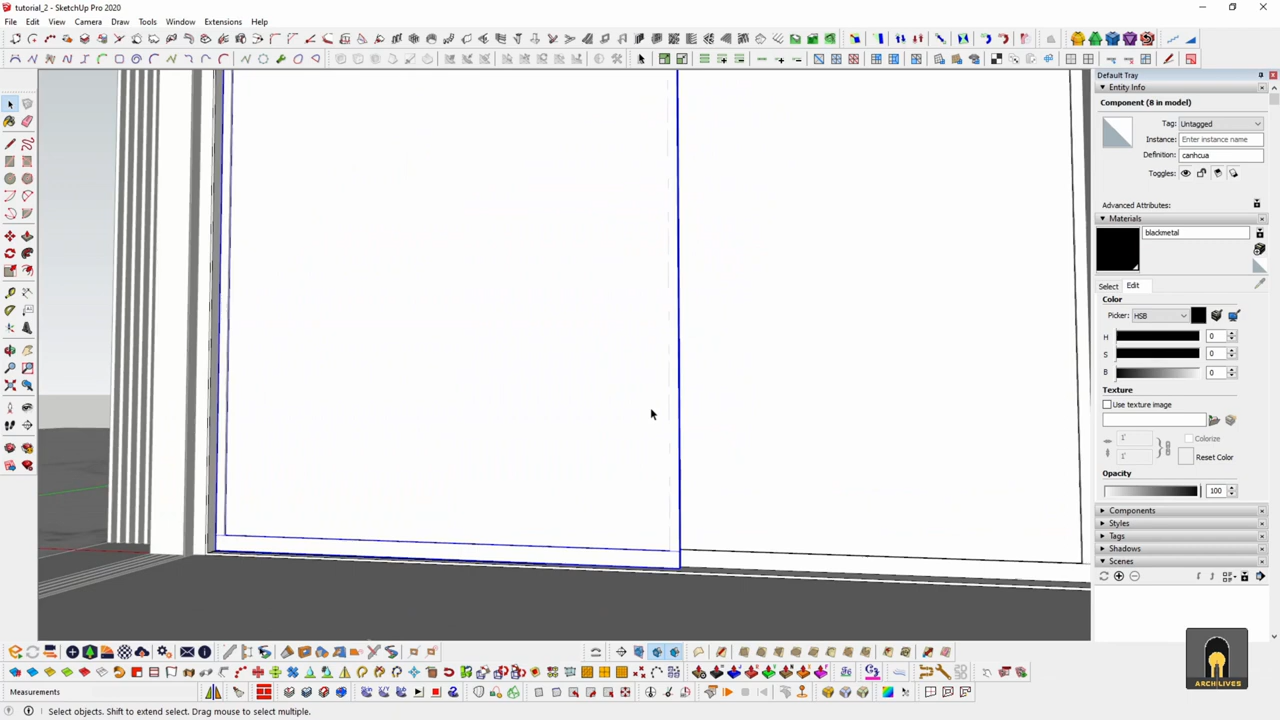 tutorial_2 - SketchUp Pro 2020
File Edit View Camera Draw Tools Window Extensions Help
Default Tray
Entity Info
Component (8 in model)
Tag: Untagged
Instance: Enter instance name
Definition: canhcua
Toggles:
Advanced Attributes:
Materials
blackmetal
Select Edit
Color
Picker: HSB
H 0
S 0
B 0
Texture
Use texture image
1' Colorize
1' Reset Color
Opacity
100
Components
Styles
Tags
Shadows
Scenes
ARCHLIVES
Measurements
Select objects. Shift to extend select. Drag mouse to select multiple.